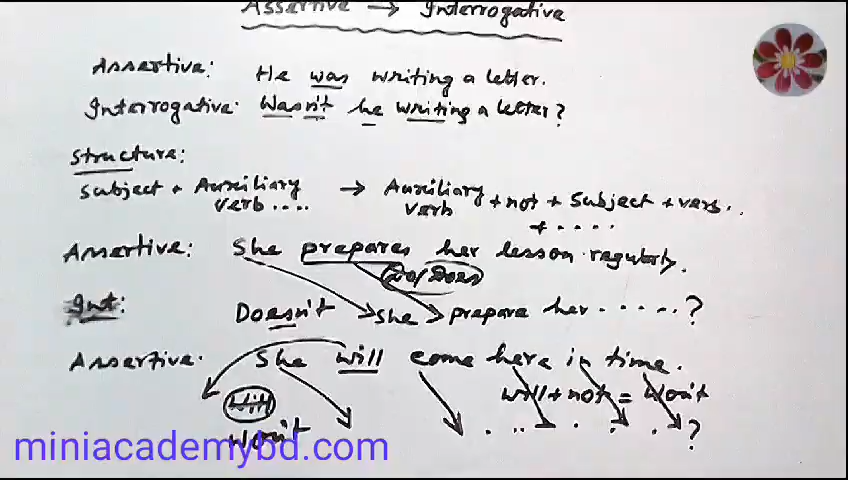 Assertive → Interrogative
Assertive: He was writing a letter.
Interrogative: Wasn't he writing a letter?
Structure:
Subject + Auxiliary verb .... → Auxiliary verb + not + Subject + verb..
+ .....
Assertive: She prepares her lesson regularly.
Do/Does
Int: Doesn't she prepare her ......?
Assertive. She will come here in time.
Will will + not = Won't
Won't . .. . . . ?
miniacademybd.com